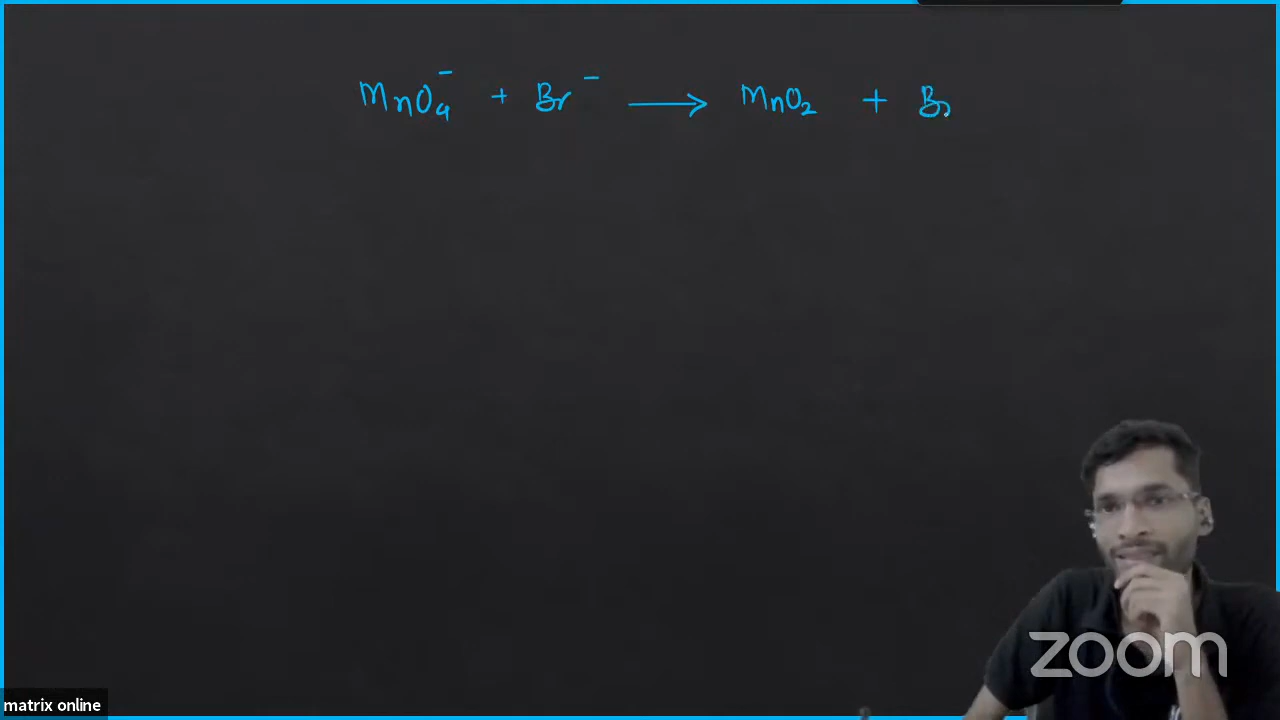 MnO₄⁻ + Br⁻ ⟶ MnO₂ + Br
zoom
matrix online